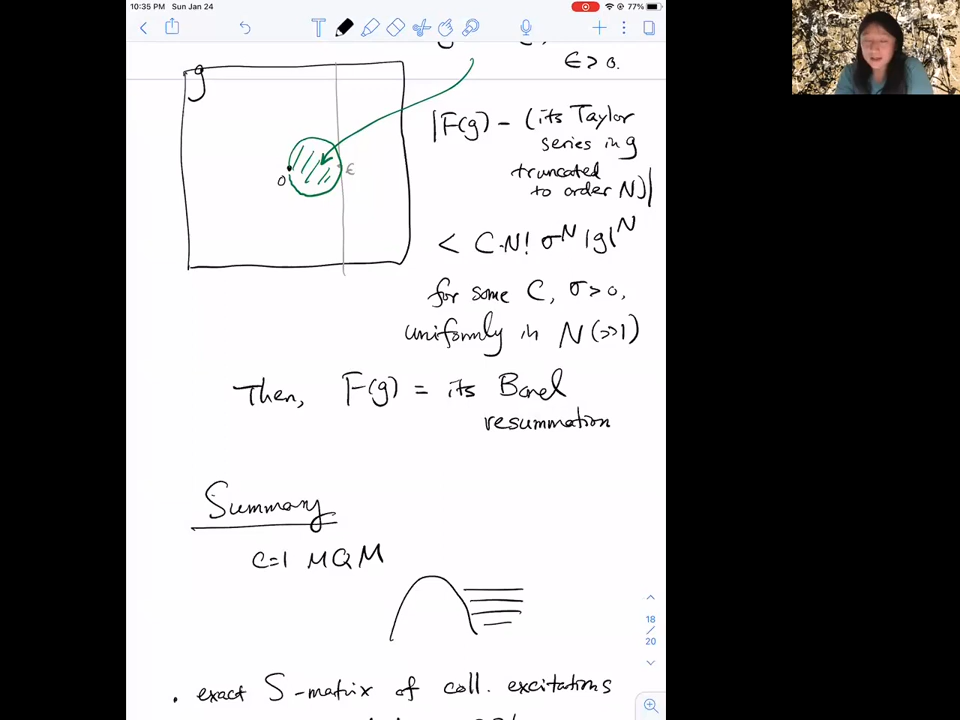 10:35 PM Sun Jan 24
77%
ε > 0.
g
|F(g) - (its Taylor
series in g
truncated
to order N)|
0
ε
< C·N! σ^N |g|^N
for some C, σ > 0,
uniformly in N (>>1)
Then, F(g) = its Borel
resummation
Summary
c=1 MQM
18
/
20
. exact S-matrix of coll. excitations